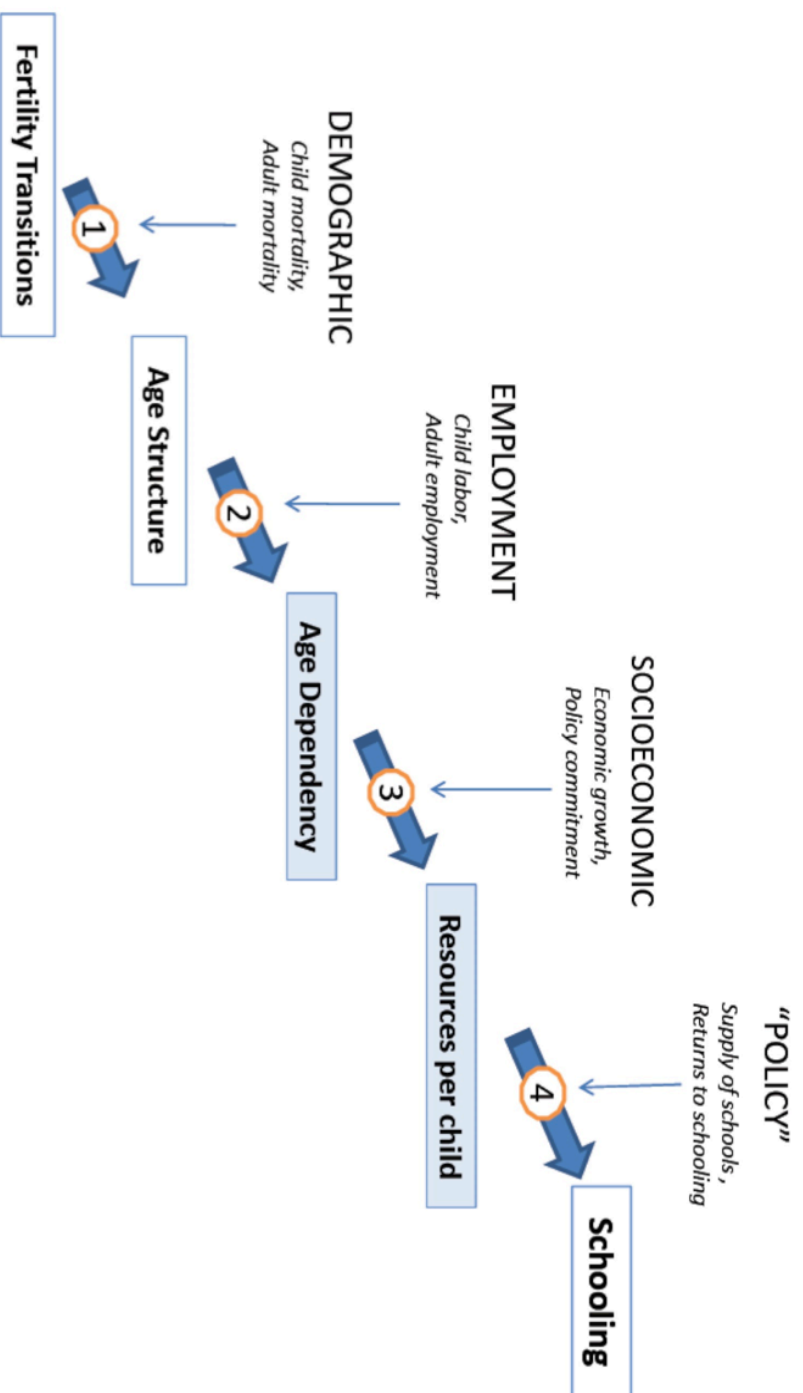 "POLICY"
Supply of schools ,
Returns to schooling
SOCIOECONOMIC
Economic growth,
Policy commitment
EMPLOYMENT
Child labor,
Adult employment
DEMOGRAPHIC
Child mortality,
Adult mortality
4
Schooling
3
Resources per child
2
Age Dependency
1
Age Structure
Fertility Transitions